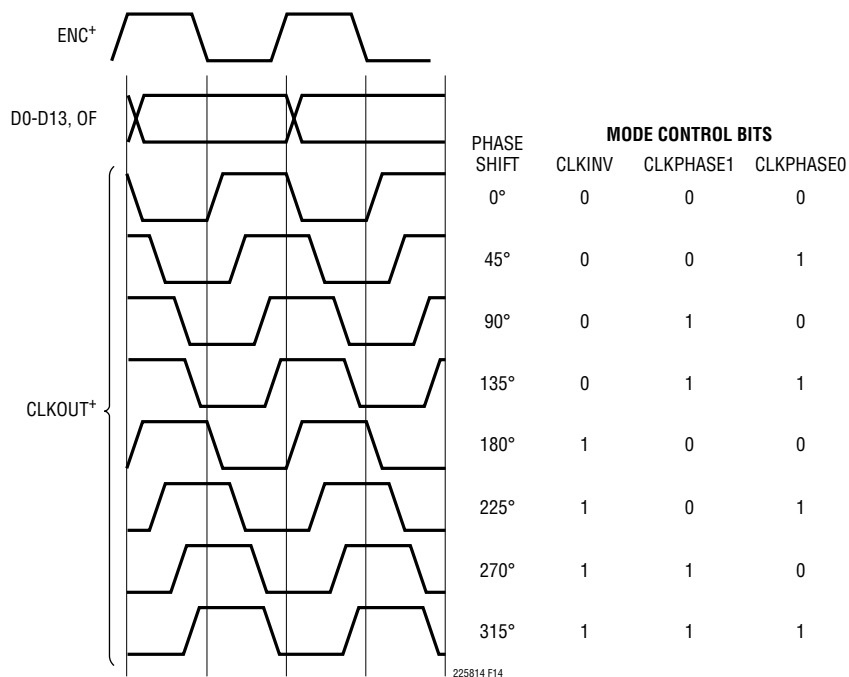 ENC+
D0-D13, OF
MODE CONTROL BITS
PHASE SHIFT CLKINV CLKPHASE1 CLKPHASE0
0° 0 0 0
45° 0 0 1
90° 0 1 0
135° 0 1 1
CLKOUT+
180° 1 0 0
225° 1 0 1
270° 1 1 0
315° 1 1 1
225814 F14